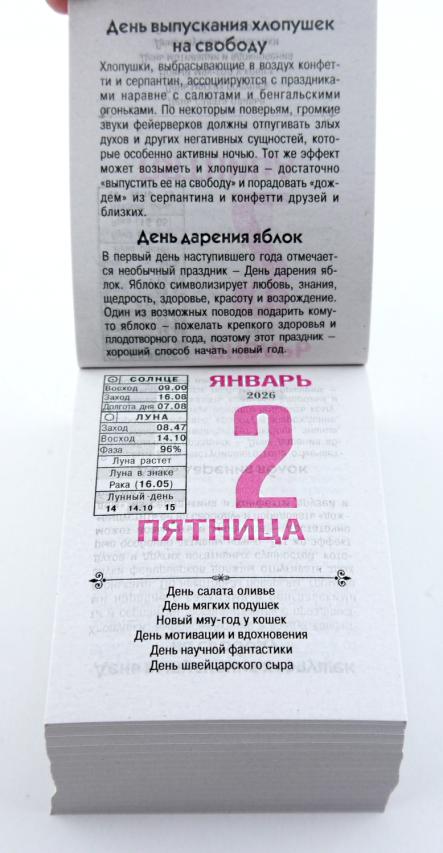 День выпускания хлопушек
на свободу
Хлопушки, выбрасывающие в воздух конфет-
ти и серпантин, ассоциируются с праздника-
ми наравне с салютами и бенгальскими
огоньками. По некоторым поверьям, громкие
звуки фейерверков должны отпугивать злых
духов и других негативных сущностей, кото-
рые особенно активны ночью. Тот же эффект
может возыметь и хлопушка – достаточно
«выпустить ее на свободу» и порадовать «дож-
дем» из серпантина и конфетти друзей и
близких.
День дарения яблок
В первый день наступившего года отмечает-
ся необычный праздник – День дарения яб-
лок. Яблоко символизирует любовь, знания,
щедрость, здоровье, красоту и возрождение.
Один из возможных поводов подарить кому-
то яблоко – пожелать крепкого здоровья и
плодотворного года, поэтому этот праздник –
хороший способ начать новый год.
СОЛНЦЕ
Восход 09.00
Заход 16.08
Долгота дня 07.08
ЛУНА
Заход 08.47
Восход 14.10
Фаза 96%
Луна растет
Луна в знаке
Рака (16.05)
Лунный день
14 14.10 15
ЯНВАРЬ
2026
2
ПЯТНИЦА
День салата оливье
День мягких подушек
Новый мяу-год у кошек
День мотивации и вдохновения
День научной фантастики
День швейцарского сыра